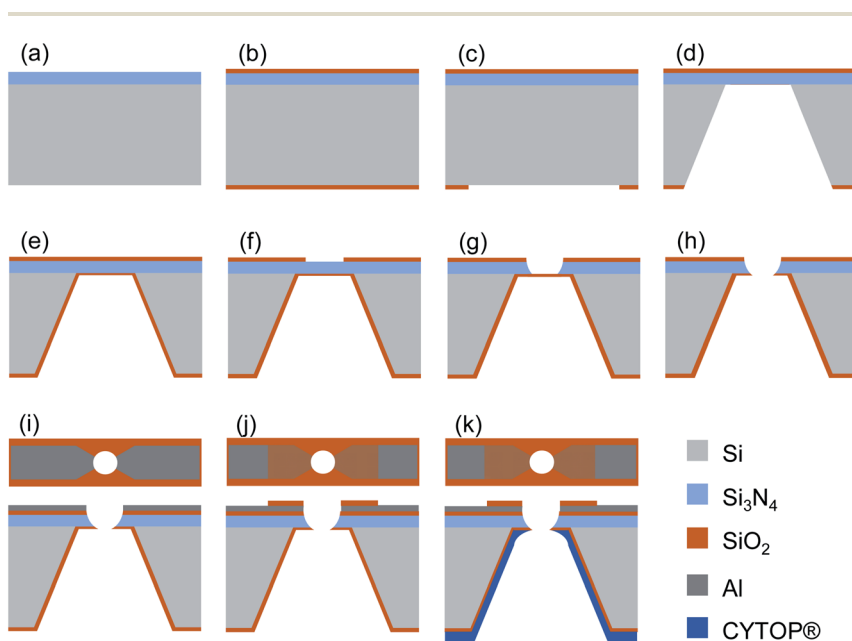 (a) (b) (c) (d)
(e) (f) (g) (h)
(i) (j) (k)
Si
Si₃N₄
SiO₂
Al
CYTOP®